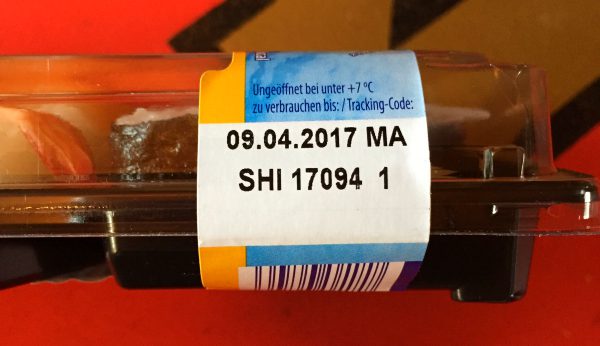 Ungeöffnet bei unter +7 °C
zu verbrauchen bis: / Tracking-Code:
09.04.2017 MA
SHI 17094 1